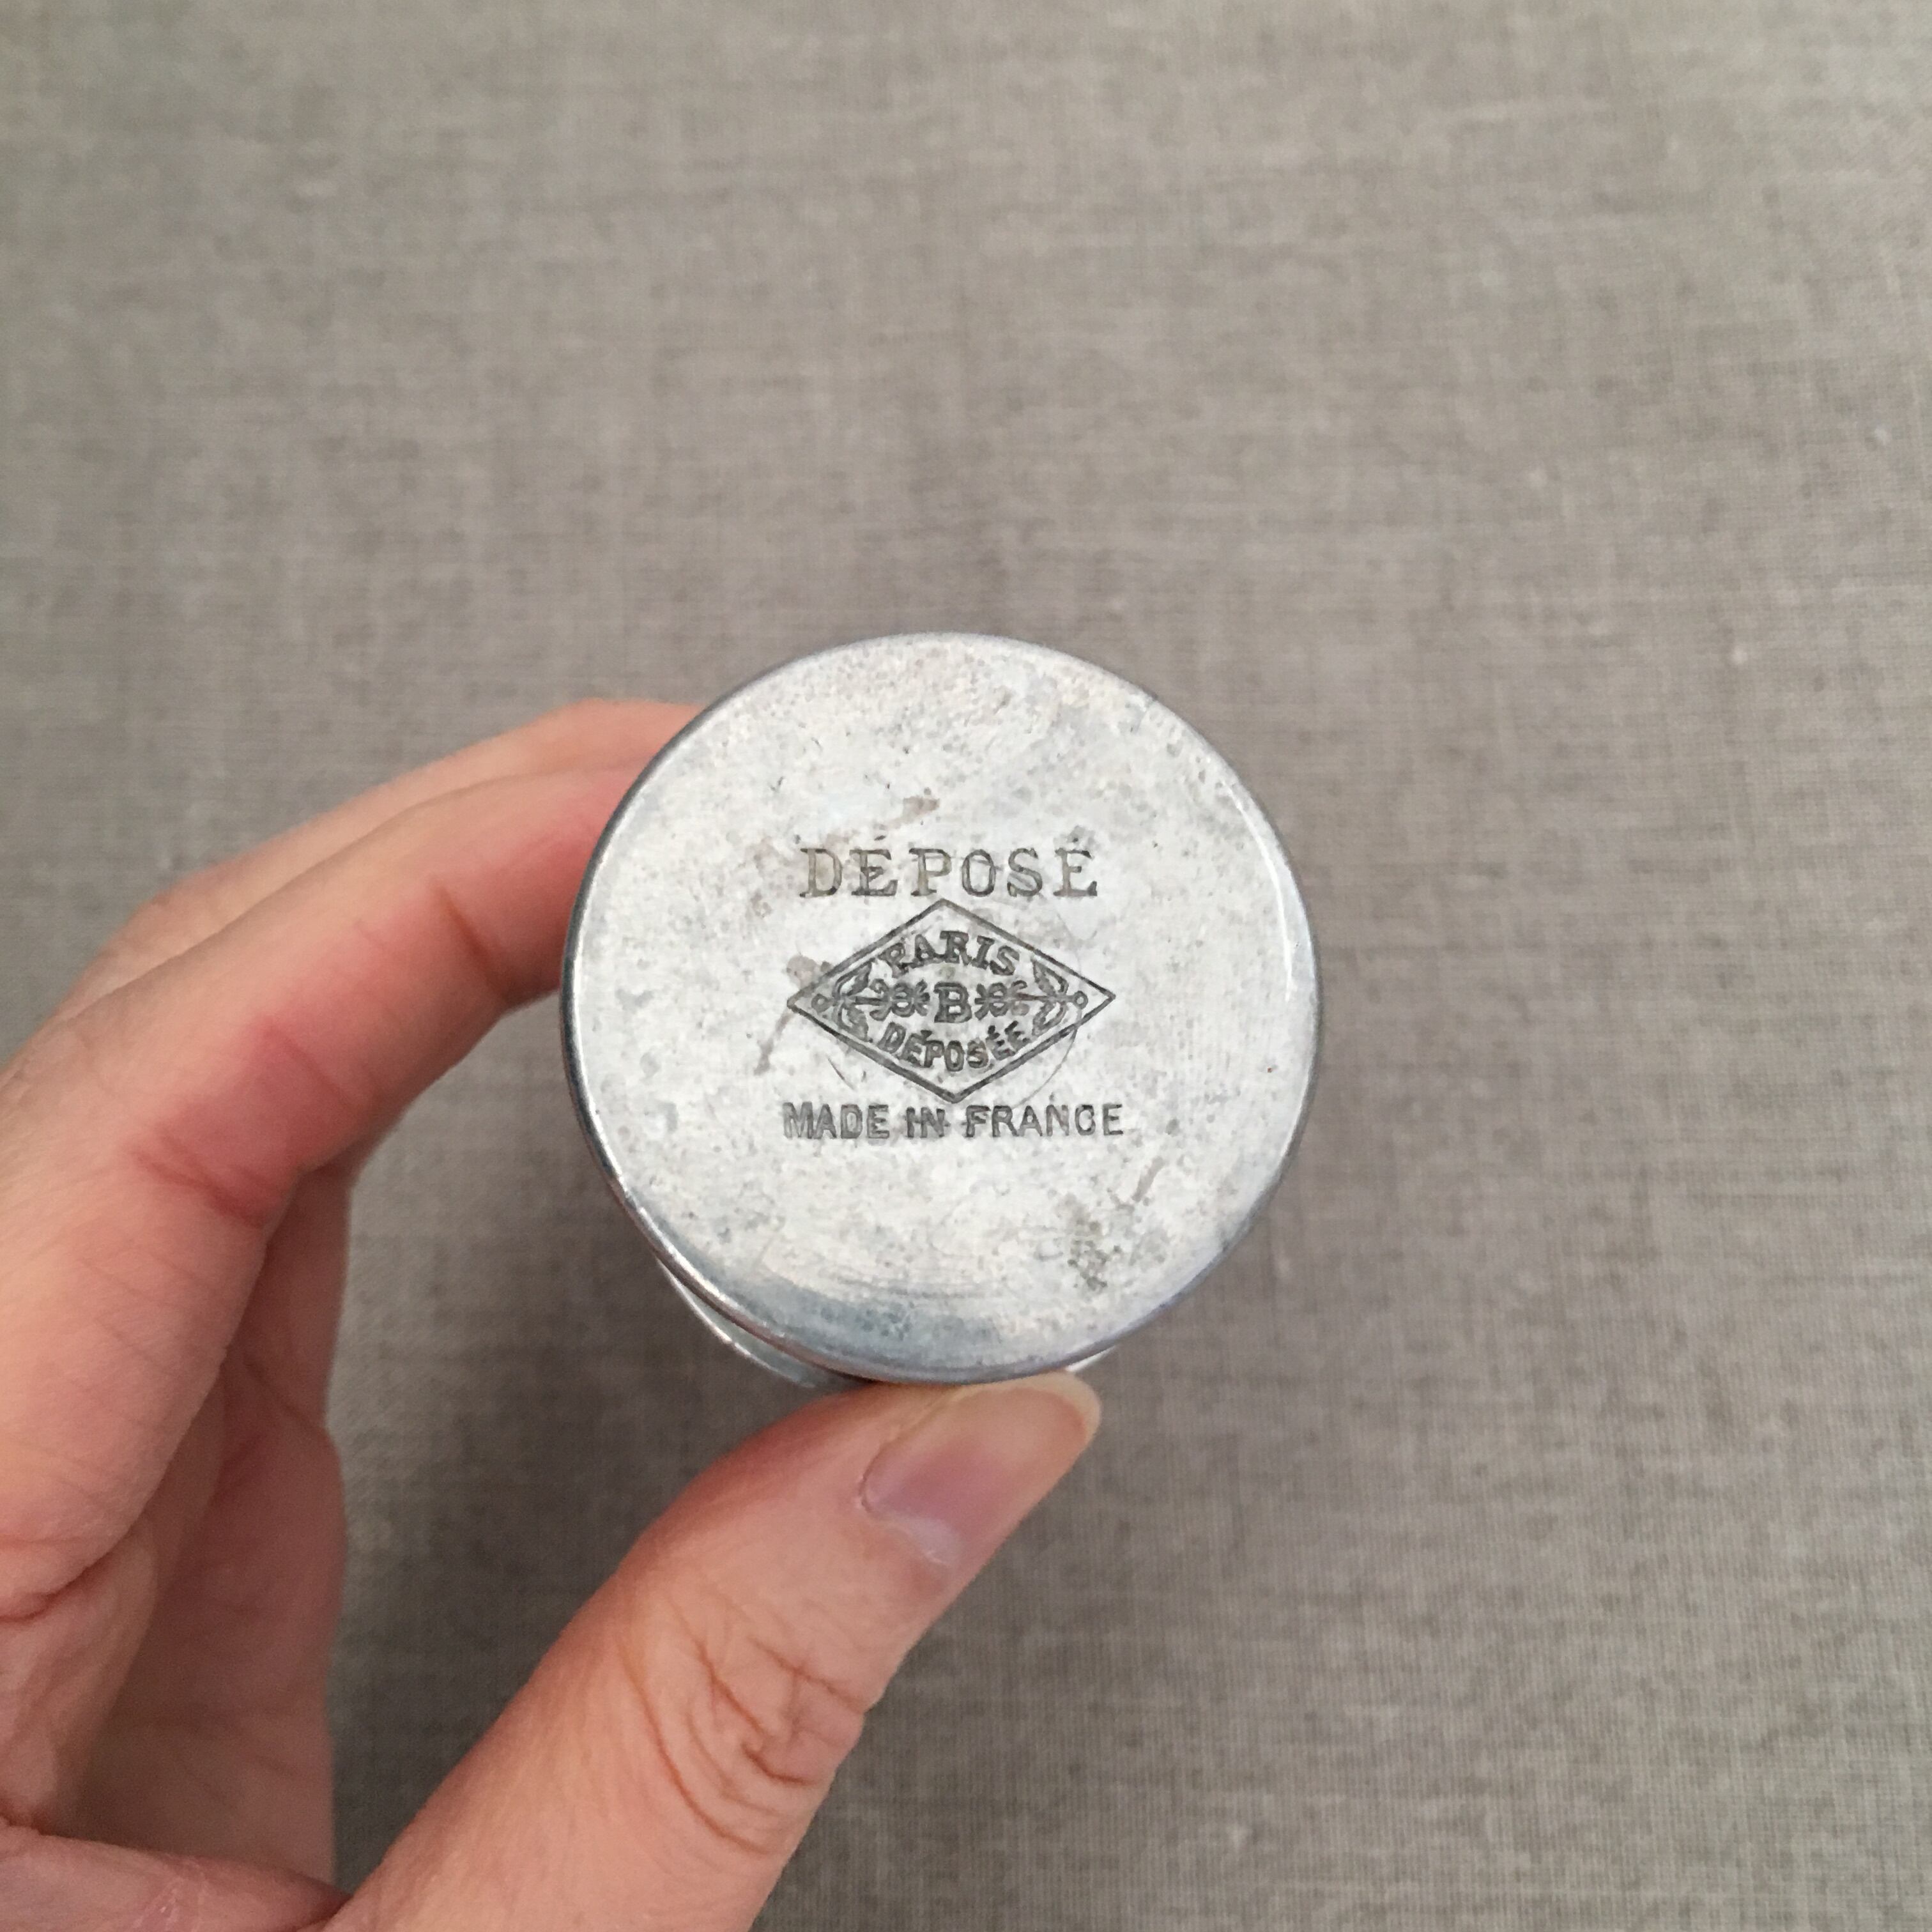 DÉPOSÉ
PARIS
B
DÉPOSÉE
MADE IN FRANCE